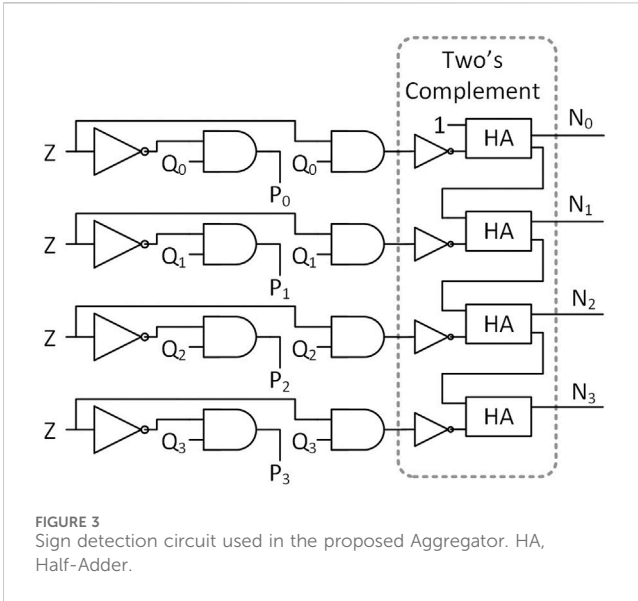 Two's
Complement
1 HA N₀
Z Q₀ Q₀
P₀
HA N₁
Z Q₁ Q₁
P₁
HA N₂
Z Q₂ Q₂
P₂
HA N₃
Z Q₃ Q₃
P₃
FIGURE 3
Sign detection circuit used in the proposed Aggregator. HA,
Half-Adder.